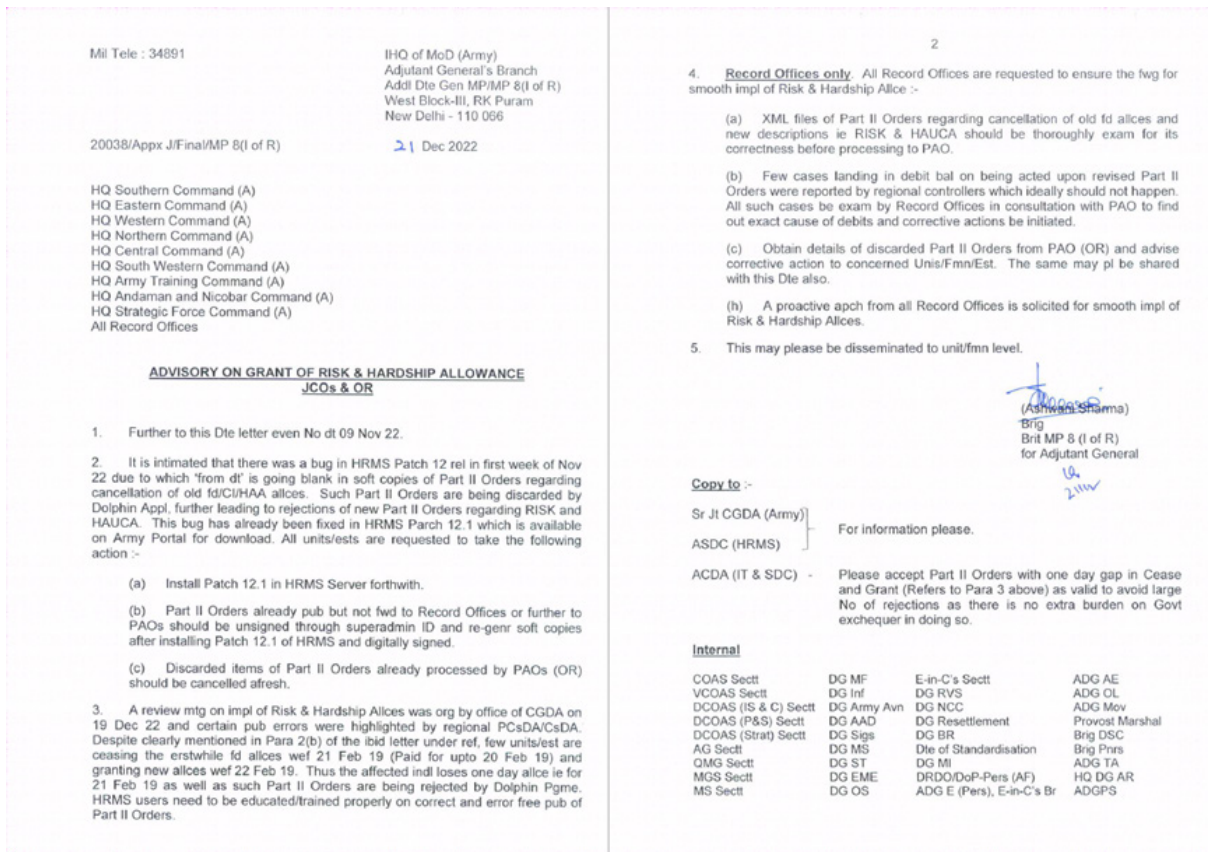 Mil Tele : 34891
IHQ of MoD (Army)
Adjutant General's Branch
Addl Dte Gen MP/MP 8(I of R)
West Block-III, RK Puram
New Delhi - 110 066
20038/Appx J/Final/MP 8(I of R)
21 Dec 2022
HQ Southern Command (A)
HQ Eastern Command (A)
HQ Western Command (A)
HQ Northern Command (A)
HQ Central Command (A)
HQ South Western Command (A)
HQ Army Training Command (A)
HQ Andaman and Nicobar Command (A)
HQ Strategic Force Command (A)
All Record Offices
ADVISORY ON GRANT OF RISK & HARDSHIP ALLOWANCE
JCOs & OR
1. Further to this Dte letter even No dt 09 Nov 22.
2. It is intimated that there was a bug in HRMS Patch 12 rel in first week of Nov
22 due to which 'from dt' is going blank in soft copies of Part II Orders regarding
cancellation of old fd/CI/HAA allces. Such Part II Orders are being discarded by
Dolphin Appl, further leading to rejections of new Part II Orders regarding RISK and
HAUCA. This bug has already been fixed in HRMS Parch 12.1 which is available
on Army Portal for download. All units/ests are requested to take the following
action :-
(a) Install Patch 12.1 in HRMS Server forthwith.
(b) Part II Orders already pub but not fwd to Record Offices or further to
PAOs should be unsigned through superadmin ID and re-genr soft copies
after installing Patch 12.1 of HRMS and digitally signed.
(c) Discarded items of Part II Orders already processed by PAOs (OR)
should be cancelled afresh.
3. A review mtg on impl of Risk & Hardship Allces was org by office of CGDA on
19 Dec 22 and certain pub errors were highlighted by regional PCsDA/CsDA.
Despite clearly mentioned in Para 2(b) of the ibid letter under ref, few units/est are
ceasing the erstwhile fd allces wef 21 Feb 19 (Paid for upto 20 Feb 19) and
granting new allces wef 22 Feb 19. Thus the affected indl loses one day allce ie for
21 Feb 19 as well as such Part II Orders are being rejected by Dolphin Pgme.
HRMS users need to be educated/trained properly on correct and error free pub of
Part II Orders.
2
4. Record Offices only. All Record Offices are requested to ensure the fwg for
smooth impl of Risk & Hardship Allce :-
(a) XML files of Part II Orders regarding cancellation of old fd allces and
new descriptions ie RISK & HAUCA should be thoroughly exam for its
correctness before processing to PAO.
(b) Few cases landing in debit bal on being acted upon revised Part II
Orders were reported by regional controllers which ideally should not happen.
All such cases be exam by Record Offices in consultation with PAO to find
out exact cause of debits and corrective actions be initiated.
(c) Obtain details of discarded Part II Orders from PAO (OR) and advise
corrective action to concerned Unis/Fmn/Est. The same may pl be shared
with this Dte also.
(h) A proactive apch from all Record Offices is solicited for smooth impl of
Risk & Hardship Allces.
5. This may please be disseminated to unit/fmn level.
(Ashwani Sharma)
Brig
Brit MP 8 (I of R)
for Adjutant General
Copy to :-
Sr Jt CGDA (Army)
ASDC (HRMS)
For information please.
ACDA (IT & SDC) - Please accept Part II Orders with one day gap in Cease
and Grant (Refers to Para 3 above) as valid to avoid large
No of rejections as there is no extra burden on Govt
exchequer in doing so.
Internal
COAS Sectt DG MF E-in-C's Sectt ADG AE
VCOAS Sectt DG Inf DG RVS ADG OL
DCOAS (IS & C) Sectt DG Army Avn DG NCC ADG Mov
DCOAS (P&S) Sectt DG AAD DG Resettlement Provost Marshal
DCOAS (Strat) Sectt DG Sigs DG BR Brig DSC
AG Sectt DG MS Dte of Standardisation Brig Pnrs
QMG Sectt DG ST DG MI ADG TA
MGS Sectt DG EME DRDO/DoP-Pers (AF) HQ DG AR
MS Sectt DG OS ADG E (Pers), E-in-C's Br ADGPS